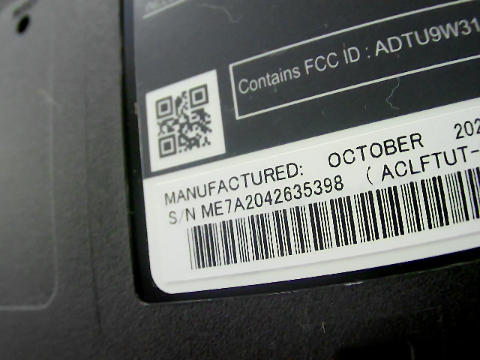 Contains FCC ID : ADTU9W31
MANUFACTURED: OCTOBER 202
S/N ME7A2042635398 (ACLFTUT-